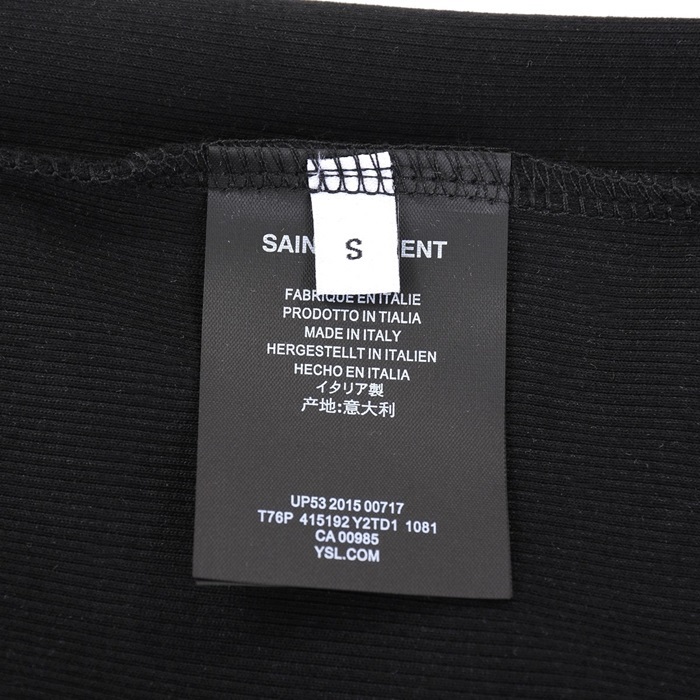 SAIN ENT
S
FABRIQUE EN ITALIE
PRODOTTO IN TIALIA
MADE IN ITALY
HERGESTELLT IN ITALIEN
HECHO EN ITALIA
イタリア製
产地:意大利
UP53 2015 00717
T76P 415192 Y2TD1 1081
CA 00985
YSL.COM